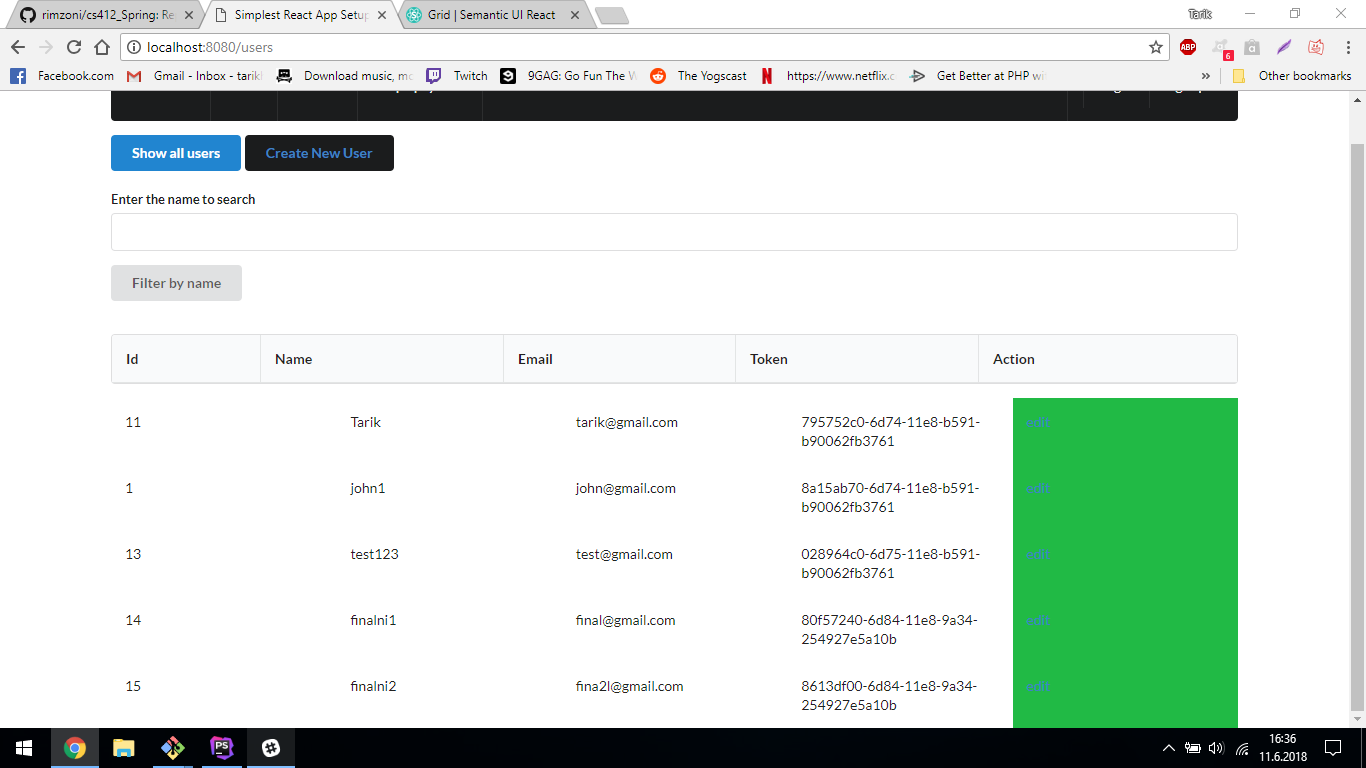 rimzoni/cs412_Spring: Re
Simplest React App Setup
Grid | Semantic UI React
Tarik
localhost:8080/users
ABP
6
Facebook.com
Gmail - Inbox - tarik
Download music, mo
Twitch
9GAG: Go Fun The W
The Yogscast
https://www.netflix.c
Get Better at PHP wi
»
Other bookmarks
Show all users
Create New User
Enter the name to search
Filter by name
Id
Name
Email
Token
Action
11
Tarik
tarik@gmail.com
795752c0-6d74-11e8-b591-
b90062fb3761
edit
1
john1
john@gmail.com
8a15ab70-6d74-11e8-b591-
b90062fb3761
edit
13
test123
test@gmail.com
028964c0-6d75-11e8-b591-
b90062fb3761
edit
14
finalni1
final@gmail.com
80f57240-6d84-11e8-9a34-
254927e5a10b
edit
15
finalni2
fina2l@gmail.com
8613df00-6d84-11e8-9a34-
254927e5a10b
edit
PS
16:36
11.6.2018